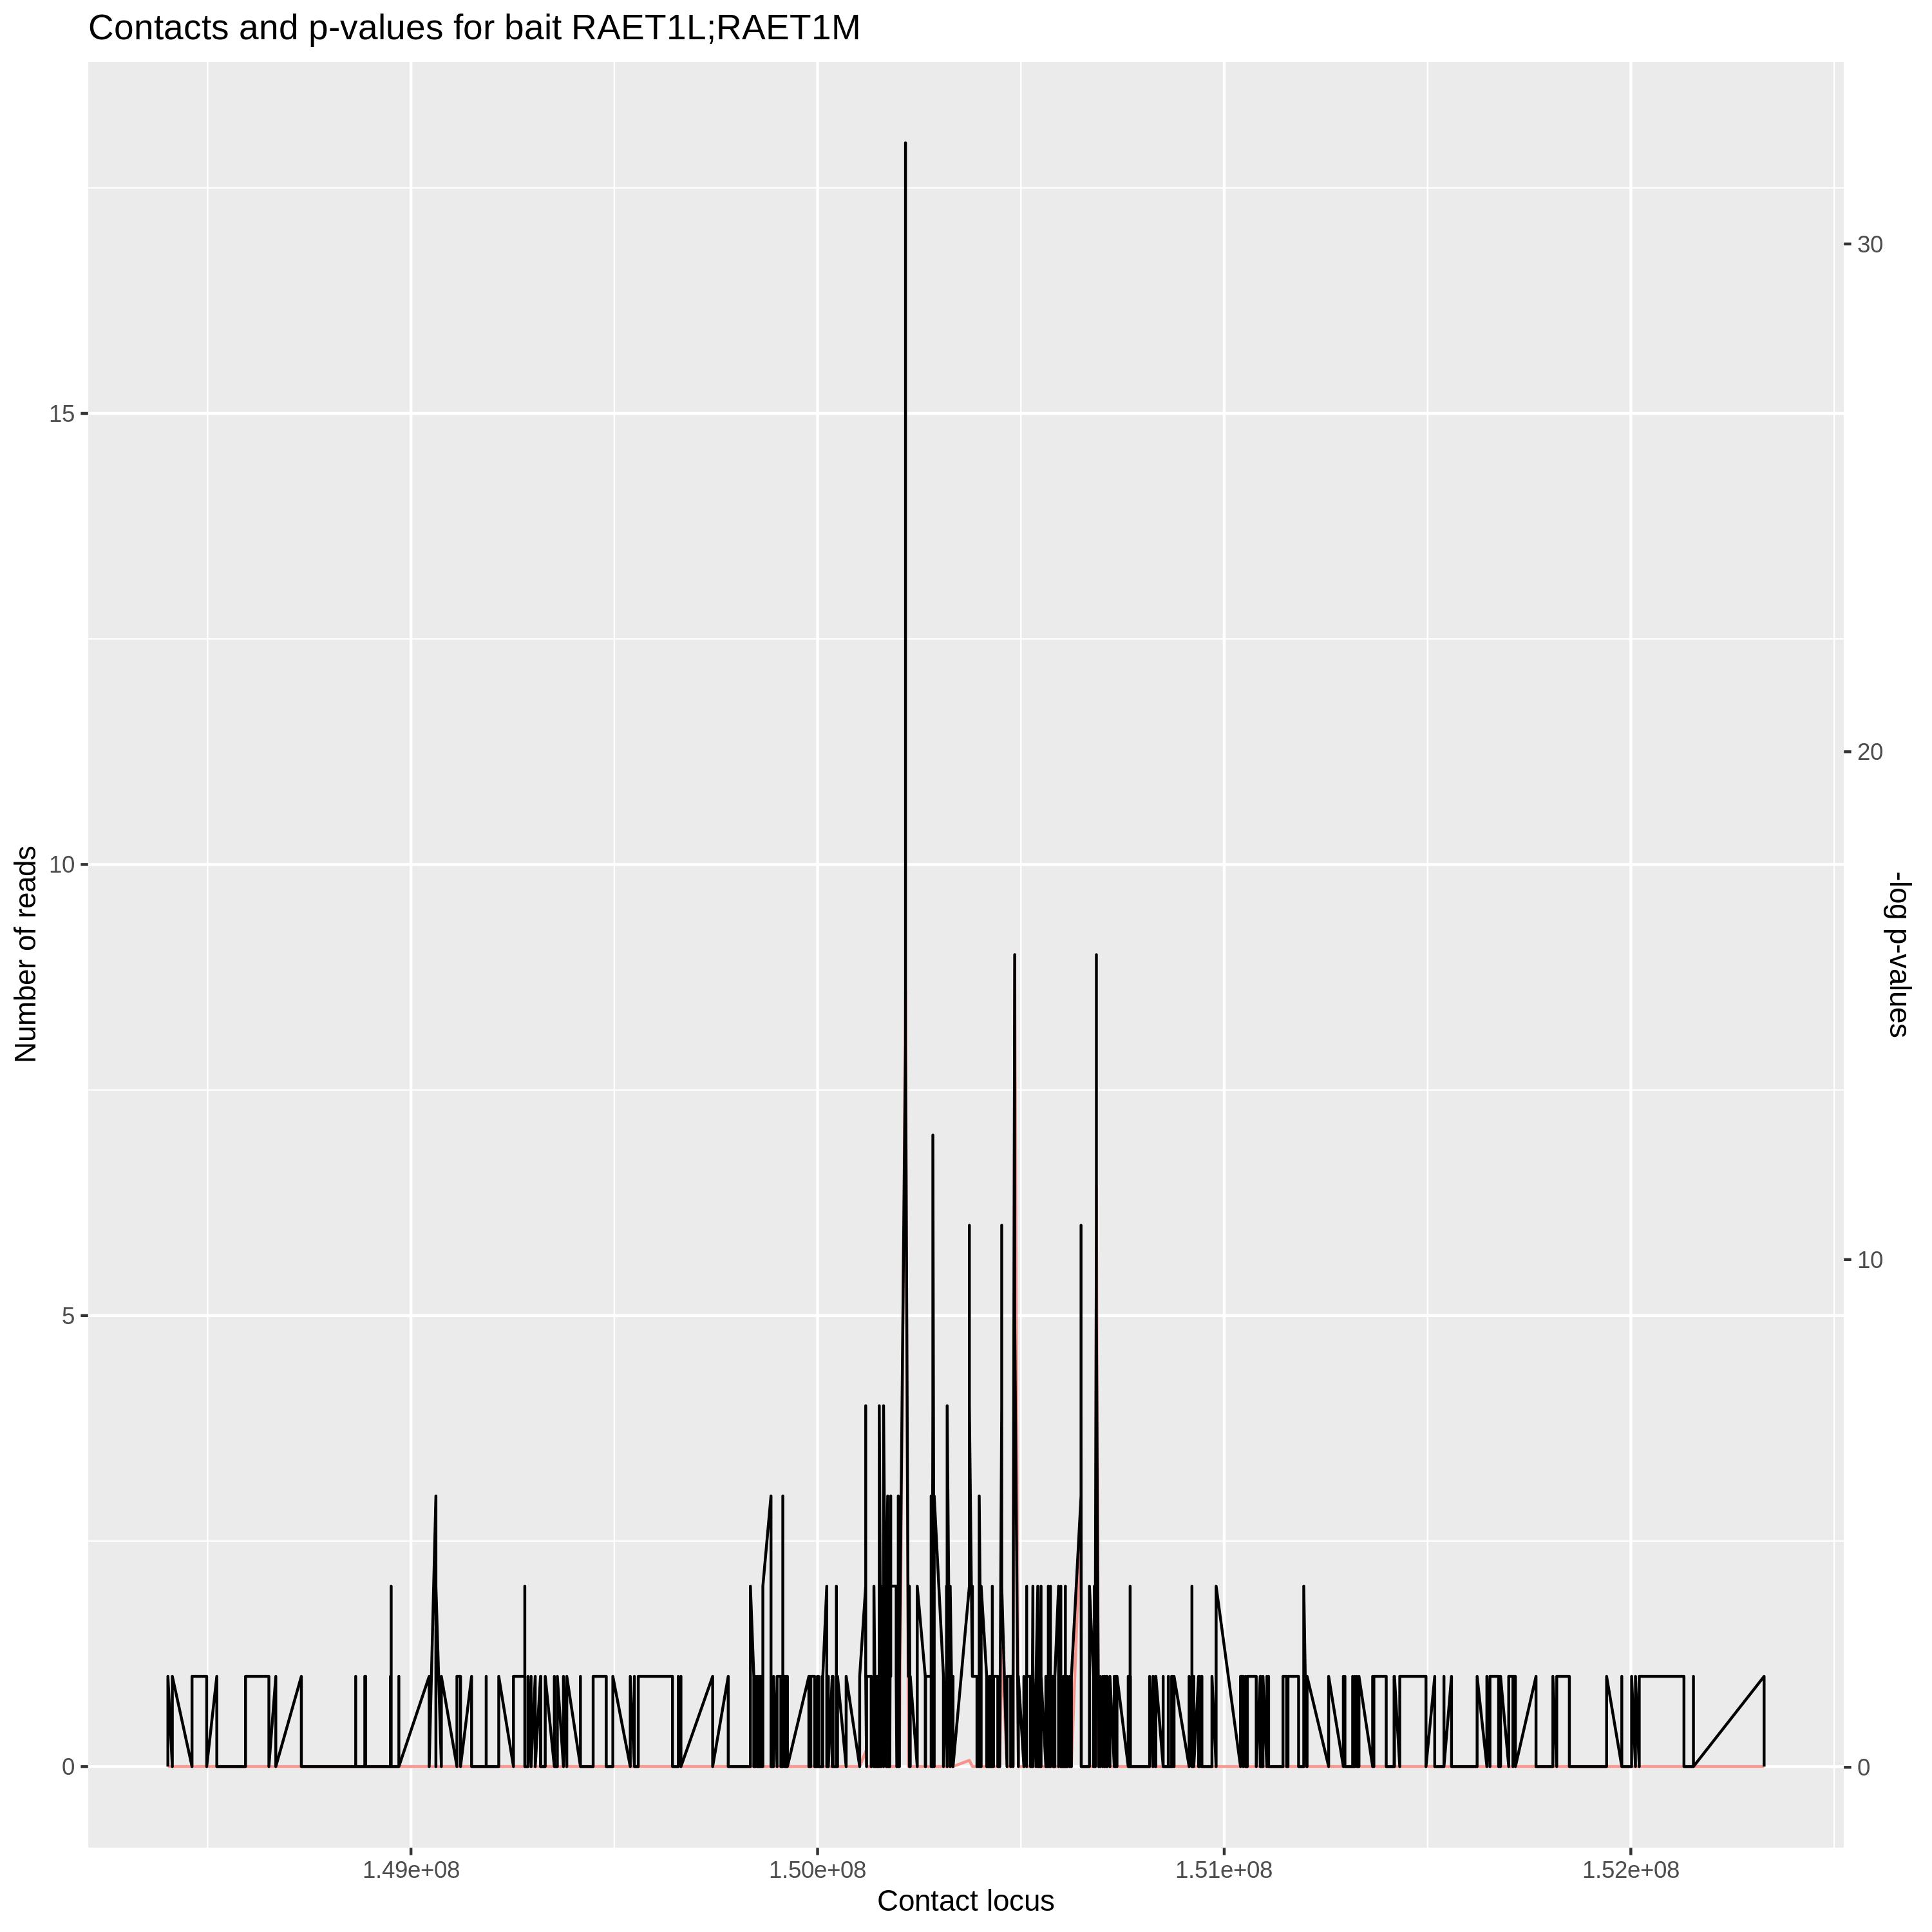 Contacts and p-values for bait RAET1L;RAET1M
15
10
5
0
Number of reads
30
20
10
0
-log p-values
1.49e+08
1.50e+08
1.51e+08
1.52e+08
Contact locus